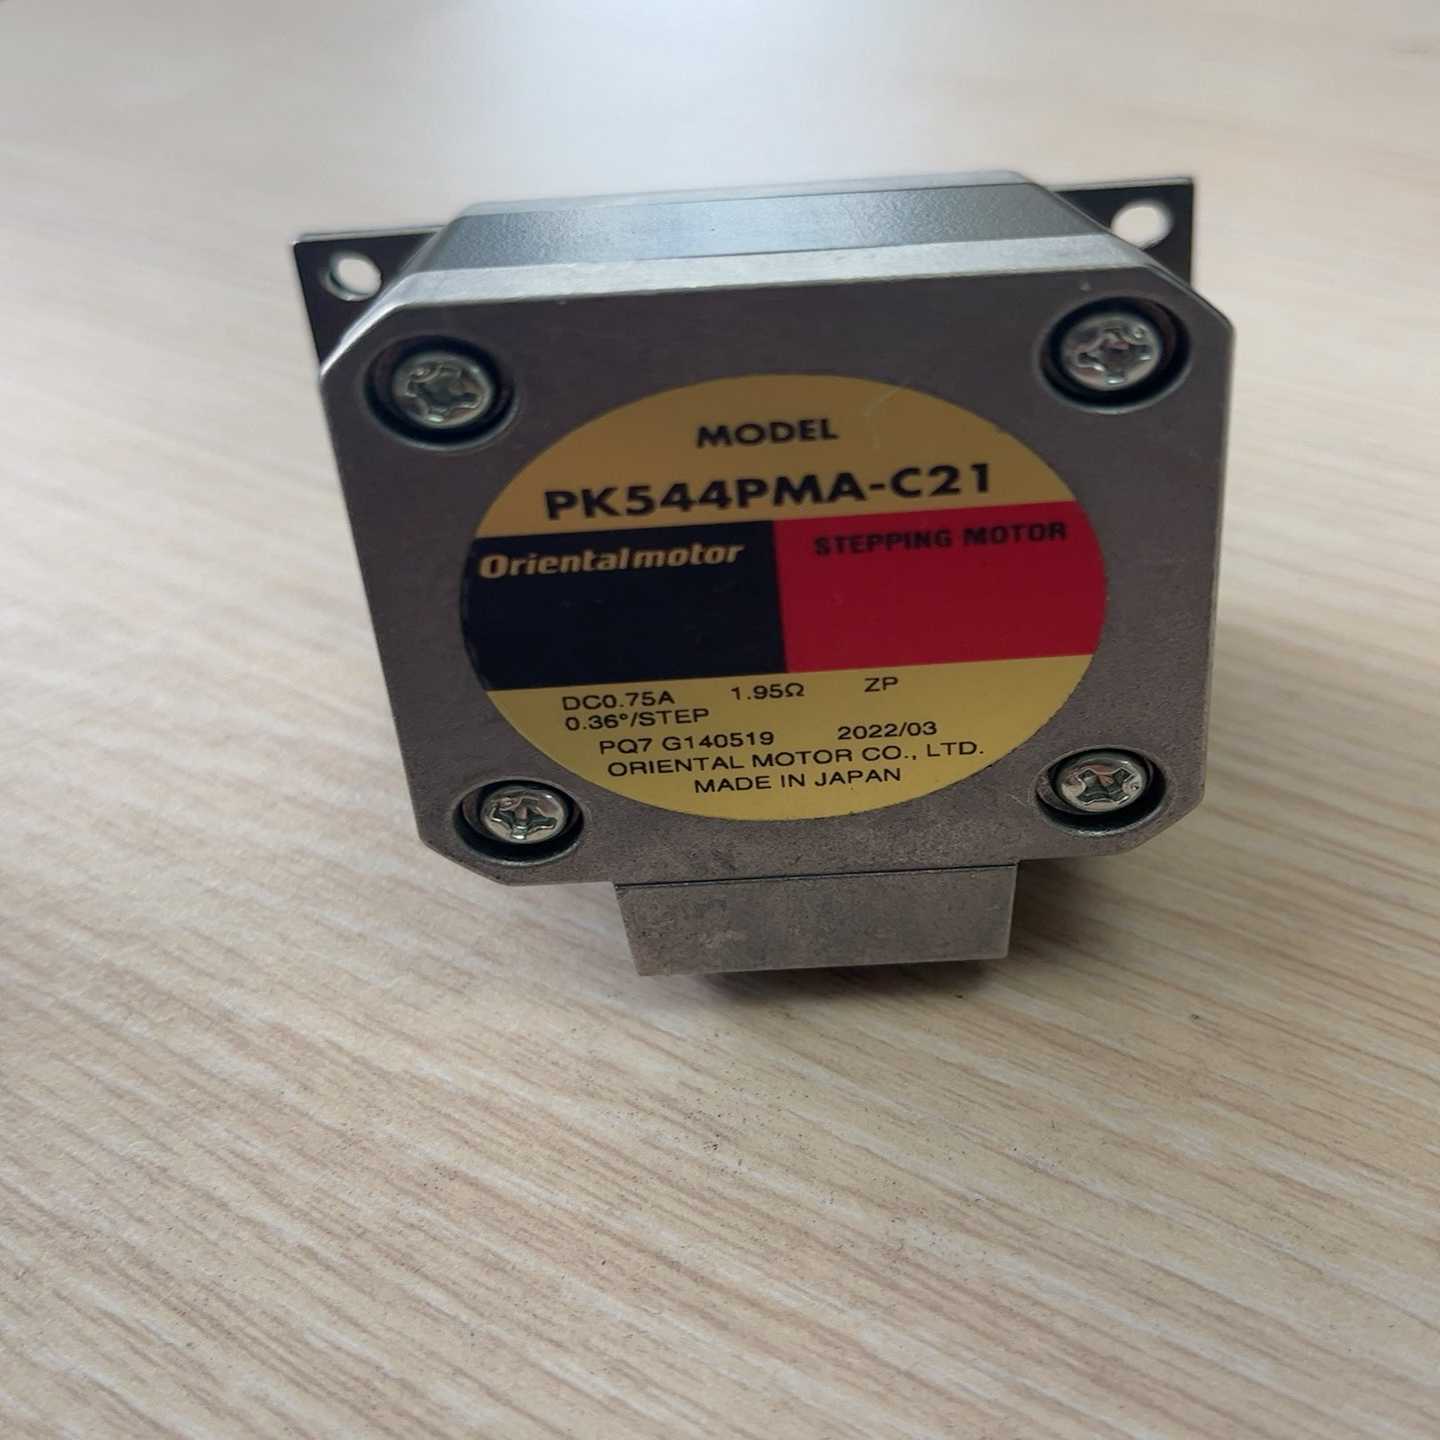 MODEL
PK544PMA-C21
Orientalmotor STEPPING MOTOR
DC0.75A 1.95Ω ZP
0.36°/STEP
PQ7 G140519 2022/03
ORIENTAL MOTOR CO., LTD.
MADE IN JAPAN